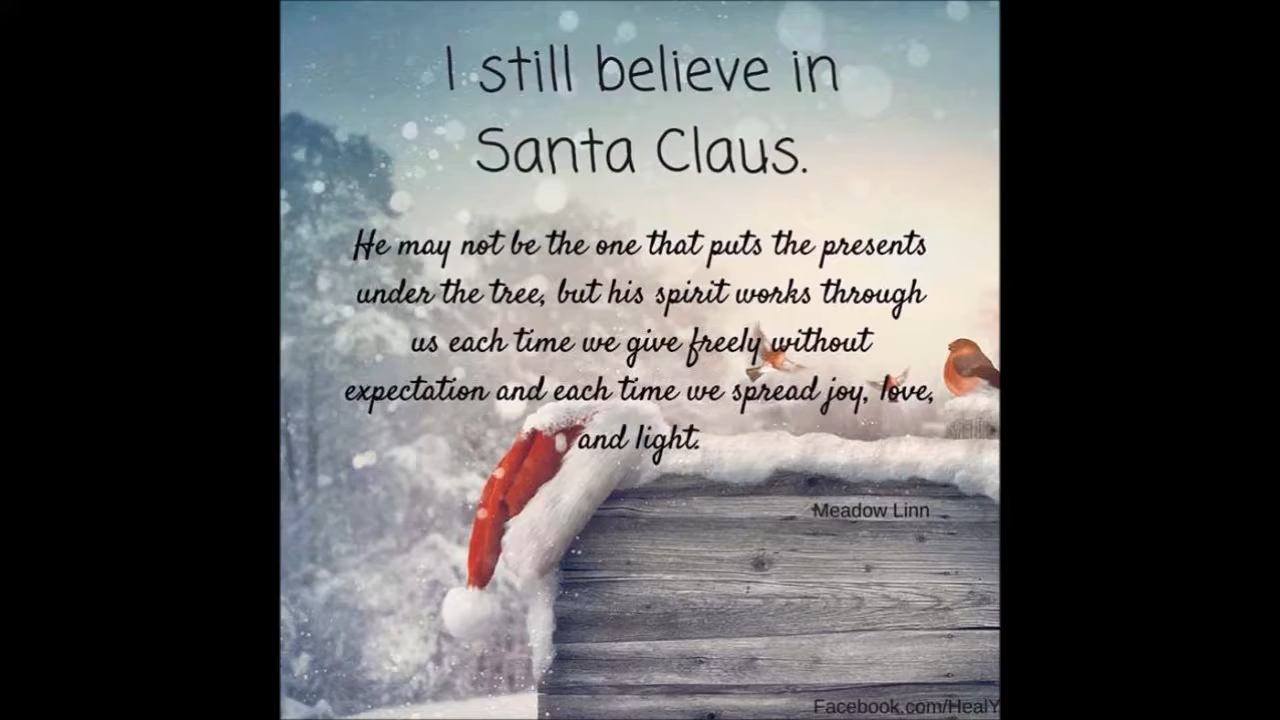 I still believe in
Santa Claus.
He may not be the one that puts the presents
under the tree, but his spirit works through
us each time we give freely without
expectation and each time we spread joy, love,
and light.
Meadow Linn
Facebook.com/HealY